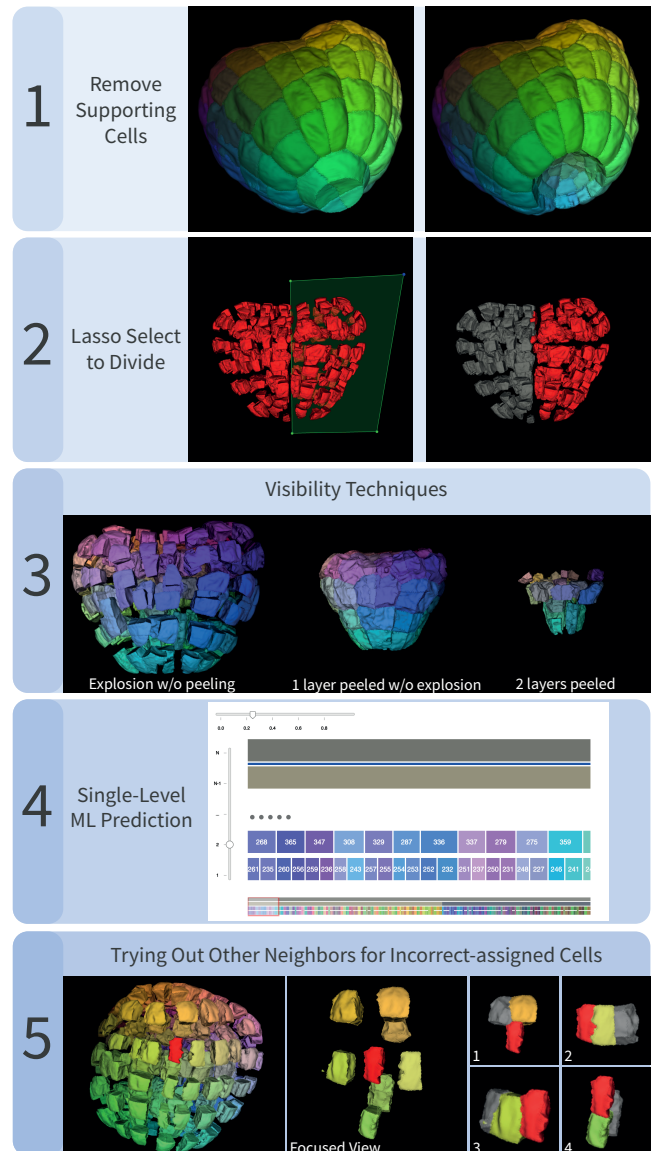 1
Remove
Supporting
Cells
2
Lasso Select
to Divide
3
Visibility Techniques
Explosion w/o peeling
1 layer peeled w/o explosion
2 layers peeled
4
Single-Level
ML Prediction
0.0 0.2 0.4 0.6 0.8
N
N-1
2
268 365 347 308 329 287 336 337 279 275 359
1
261 235 260 256 259 236 258 243 257 255 254 253 252 232 251 237 250 231 248 227 246 241
5
Trying Out Other Neighbors for Incorrect-assigned Cells
Focused View
1
2
3
4